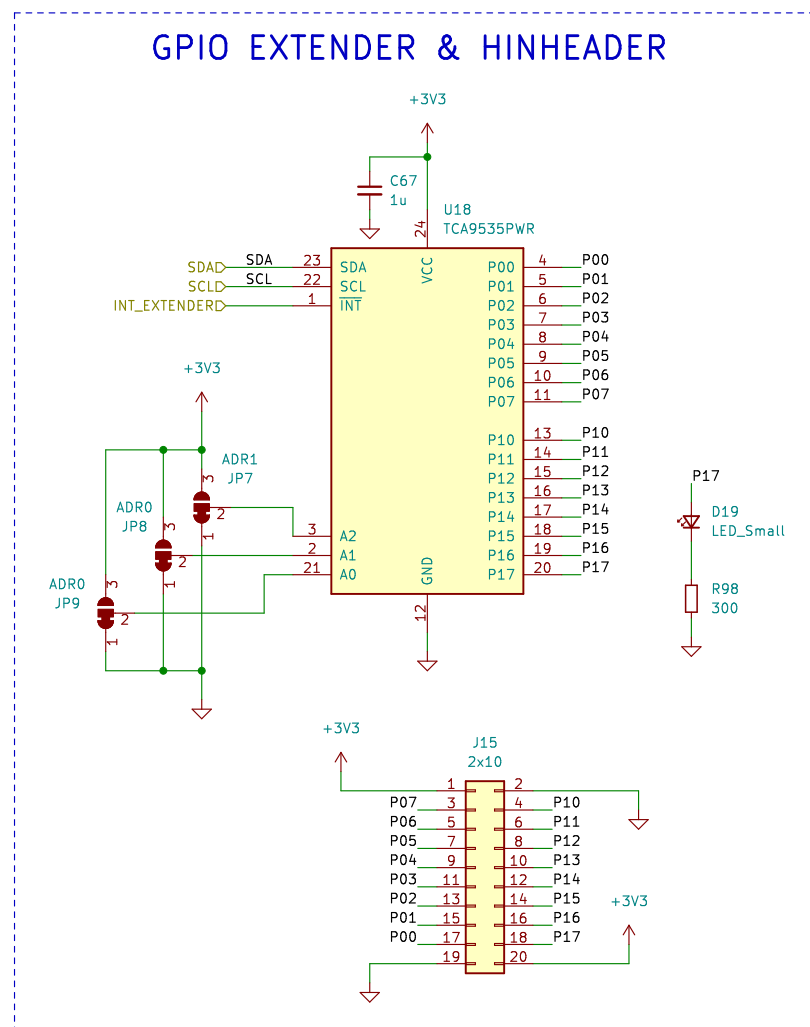 GPIO EXTENDER & HINHEADER
+3V3
C67
1u
U18
TCA9535PWR
24
VCC
SDA SDA 23 SDA
SCL SCL 22 SCL
INT_EXTENDER 1 INT
P00 4 P00
P01 5 P01
P02 6 P02
P03 7 P03
P04 8 P04
P05 9 P05
P06 10 P06
P07 11 P07
P10 13 P10
P11 14 P11
P12 15 P12
P13 16 P13
P14 17 P14
P15 18 P15
P16 19 P16
P17 20 P17
+3V3
ADR1
JP7
3
2
1
ADR0
JP8
3
2
1
ADR0
JP9
3
2
1
3 A2
2 A1
21 A0
GND
12
P17
D19
LED_Small
R98
300
+3V3
J15
2x10
1 2
P07 3 4 P10
P06 5 6 P11
P05 7 8 P12
P04 9 10 P13
P03 11 12 P14
P02 13 14 P15
P01 15 16 P16
P00 17 18 P17
19 20
+3V3